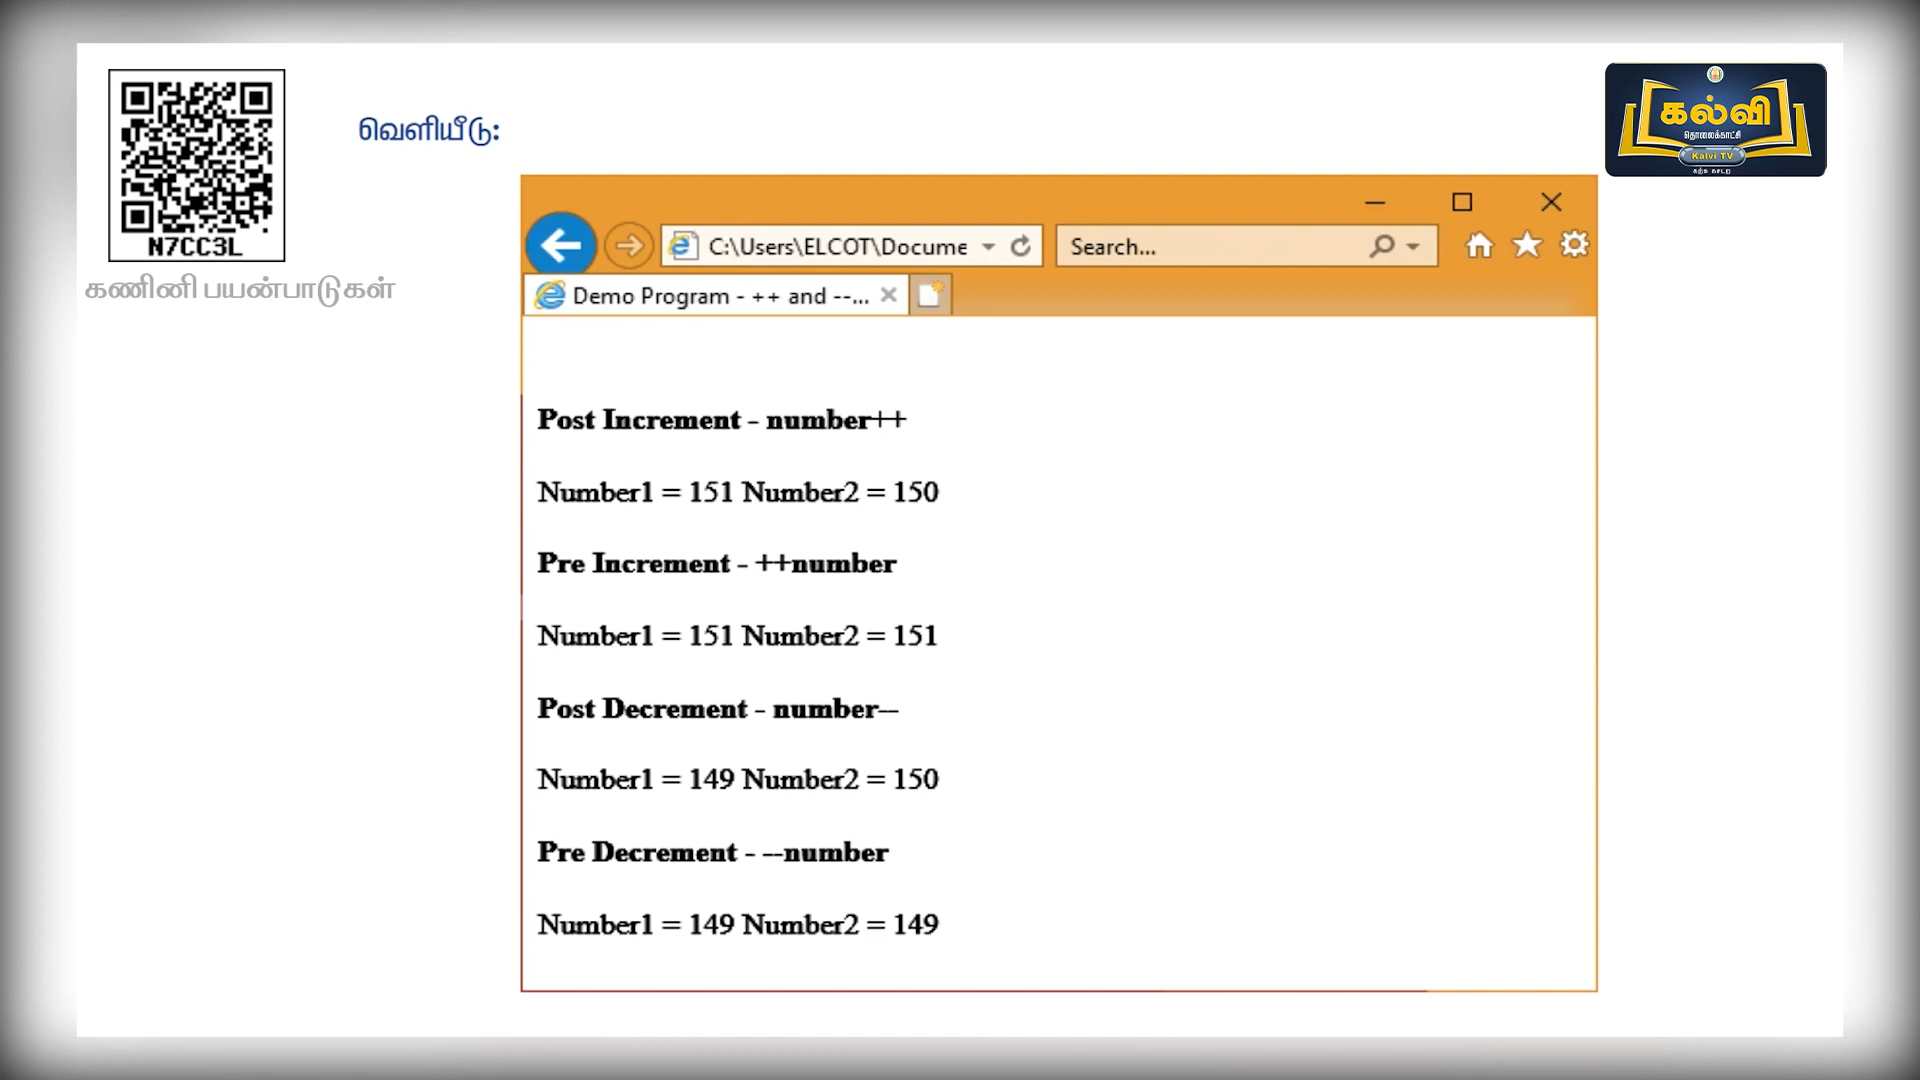 வெளியீடு:
கல்வி
தொலைக்காட்சி
Kalvi TV
கற்க கசடற
N7CC3L
கணினி பயன்பாடுகள்
C:\Users\ELCOT\Docume
Search...
Demo Program - ++ and --...
Post Increment - number++
Number1 = 151 Number2 = 150
Pre Increment - ++number
Number1 = 151 Number2 = 151
Post Decrement - number--
Number1 = 149 Number2 = 150
Pre Decrement - --number
Number1 = 149 Number2 = 149